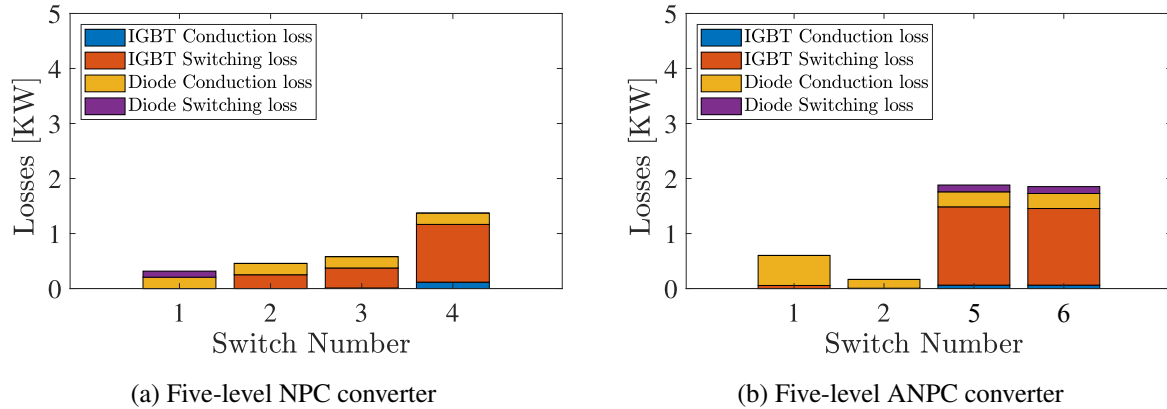 5
4
3
2
1
0
Losses [KW]
IGBT Conduction loss
IGBT Switching loss
Diode Conduction loss
Diode Switching loss
1 2 3 4
Switch Number
(a) Five-level NPC converter
5
4
3
2
1
0
Losses [KW]
IGBT Conduction loss
IGBT Switching loss
Diode Conduction loss
Diode Switching loss
1 2 5 6
Switch Number
(b) Five-level ANPC converter